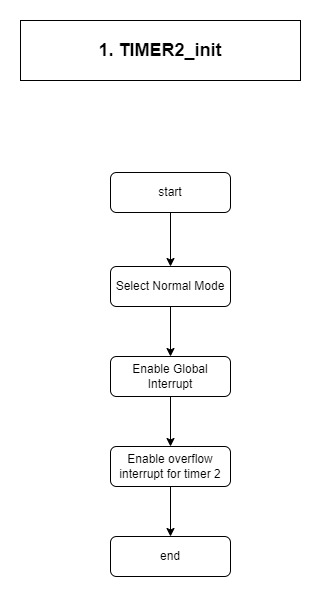 1. TIMER2_init
start
Select Normal Mode
Enable Global
Interrupt
Enable overflow
interrupt for timer 2
end